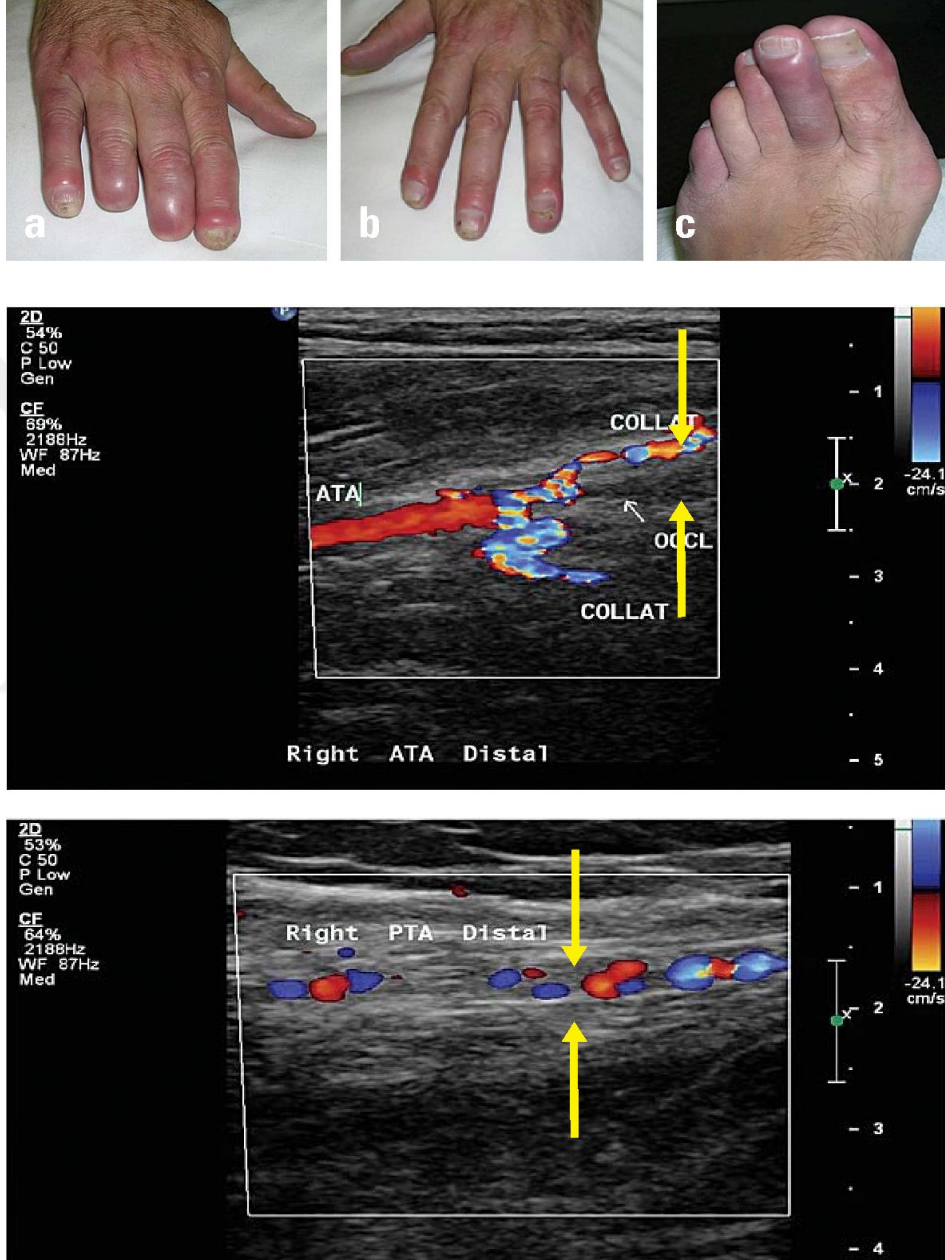 a
b
c
P
2D
54%
C 50
P Low
Gen
CF
69%
2188Hz
WF 87Hz
Med
COLLAT
ATA
OCCL
COLLAT
Right ATA Distal
1
x
2
3
4
5
-24.1
cm/s
2D
53%
C 50
P Low
Gen
CF
64%
2188Hz
WF 87Hz
Med
Right PTA Distal
1
x
2
3
4
-24.1
cm/s